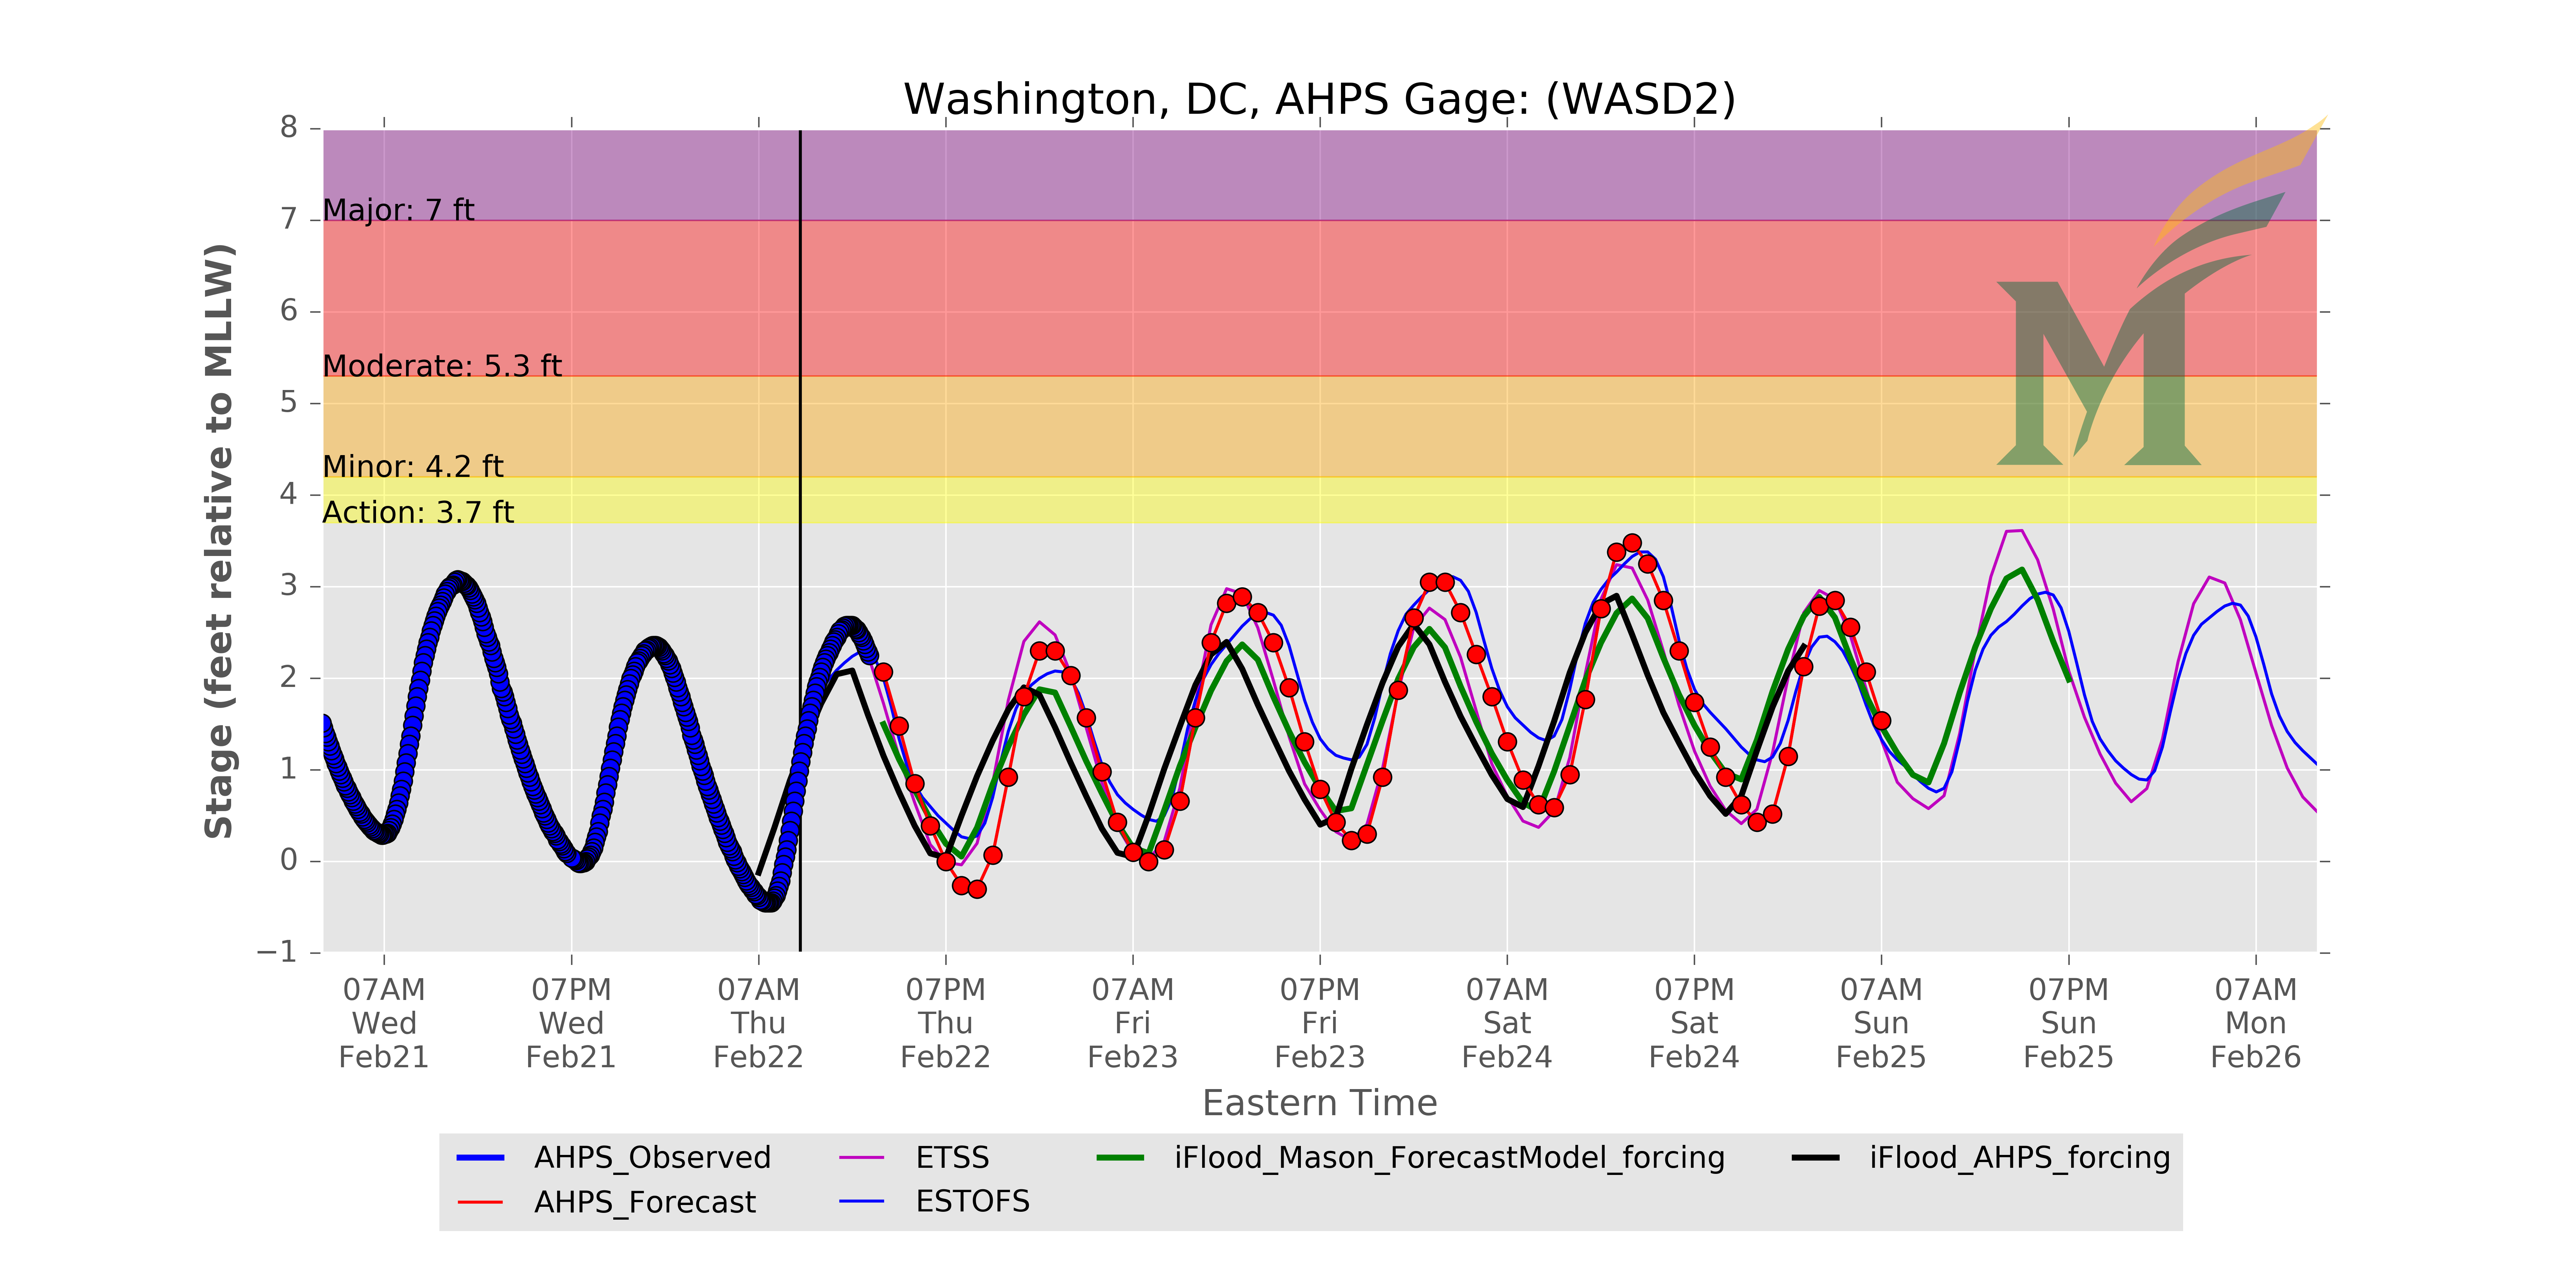 Washington, DC, AHPS Gage: (WASD2)
Stage (feet relative to MLLW)
8
7
6
5
4
3
2
1
0
−1
Major: 7 ft
Moderate: 5.3 ft
Minor: 4.2 ft
Action: 3.7 ft
M
07AM 07PM 07AM 07PM 07AM 07PM 07AM 07PM 07AM 07PM 07AM
Wed Wed Thu Thu Fri Fri Sat Sat Sun Sun Mon
Feb21 Feb21 Feb22 Feb22 Feb23 Feb23 Feb24 Feb24 Feb25 Feb25 Feb26
Eastern Time
AHPS_Observed ETSS iFlood_Mason_ForecastModel_forcing iFlood_AHPS_forcing
AHPS_Forecast ESTOFS